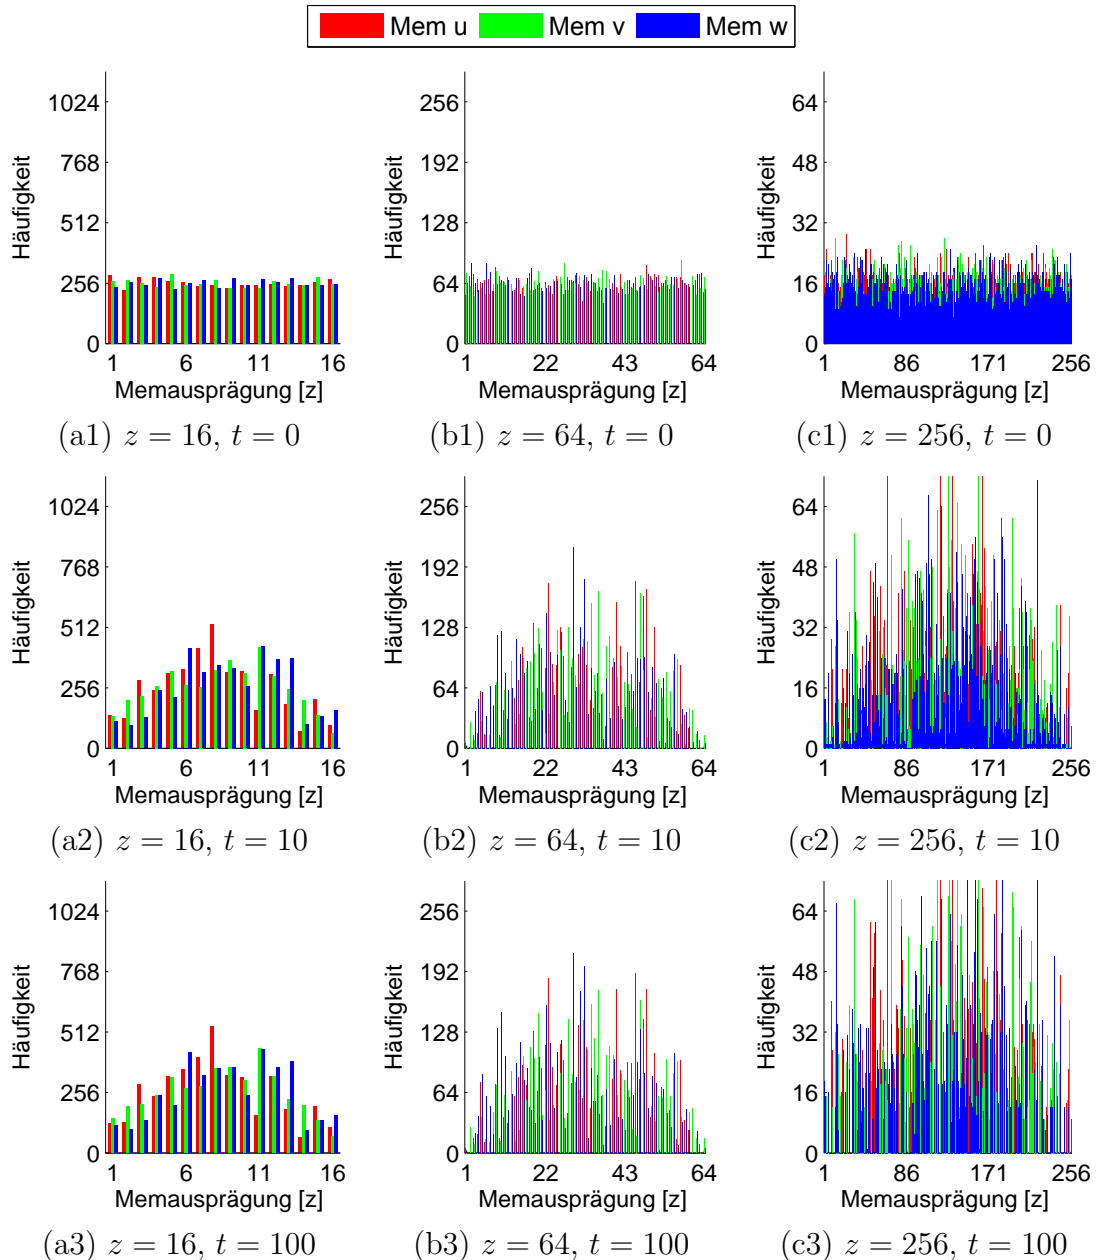 Mem u Mem v Mem w
1024
768
512
256
0
Häufigkeit
1 6 11 16
Memausprägung [z]
(a1) z = 16, t = 0
256
192
128
64
0
Häufigkeit
1 22 43 64
Memausprägung [z]
(b1) z = 64, t = 0
64
48
32
16
0
Häufigkeit
1 86 171 256
Memausprägung [z]
(c1) z = 256, t = 0
1024
768
512
256
0
Häufigkeit
1 6 11 16
Memausprägung [z]
(a2) z = 16, t = 10
256
192
128
64
0
Häufigkeit
1 22 43 64
Memausprägung [z]
(b2) z = 64, t = 10
64
48
32
16
0
Häufigkeit
1 86 171 256
Memausprägung [z]
(c2) z = 256, t = 10
1024
768
512
256
0
Häufigkeit
1 6 11 16
Memausprägung [z]
(a3) z = 16, t = 100
256
192
128
64
0
Häufigkeit
1 22 43 64
Memausprägung [z]
(b3) z = 64, t = 100
64
48
32
16
0
Häufigkeit
1 86 171 256
Memausprägung [z]
(c3) z = 256, t = 100